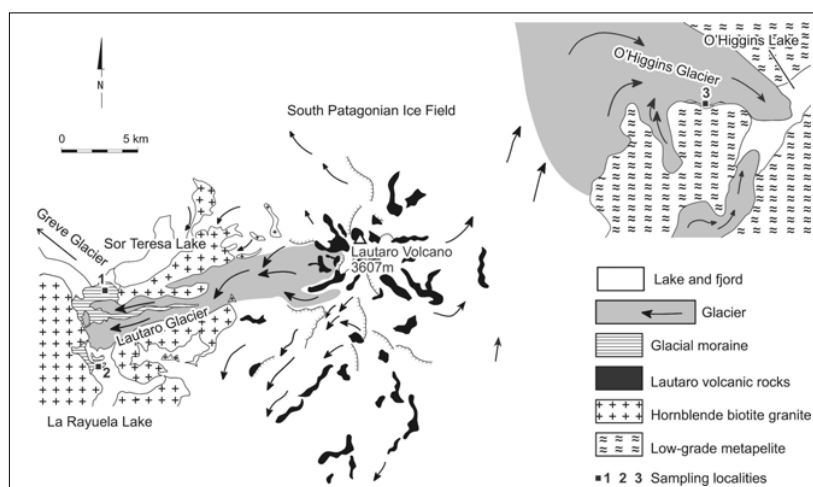 O'Higgins Lake
O'Higgins Glacier
3
N
South Patagonian Ice Field
0 5 km
Greve Glacier
Sor Teresa Lake
Lautaro Volcano
3607m
1
Lautaro Glacier
2
La Rayuela Lake
Lake and fjord
Glacier
Glacial moraine
Lautaro volcanic rocks
Hornblende biotite granite
Low-grade metapelite
1 2 3 Sampling localities